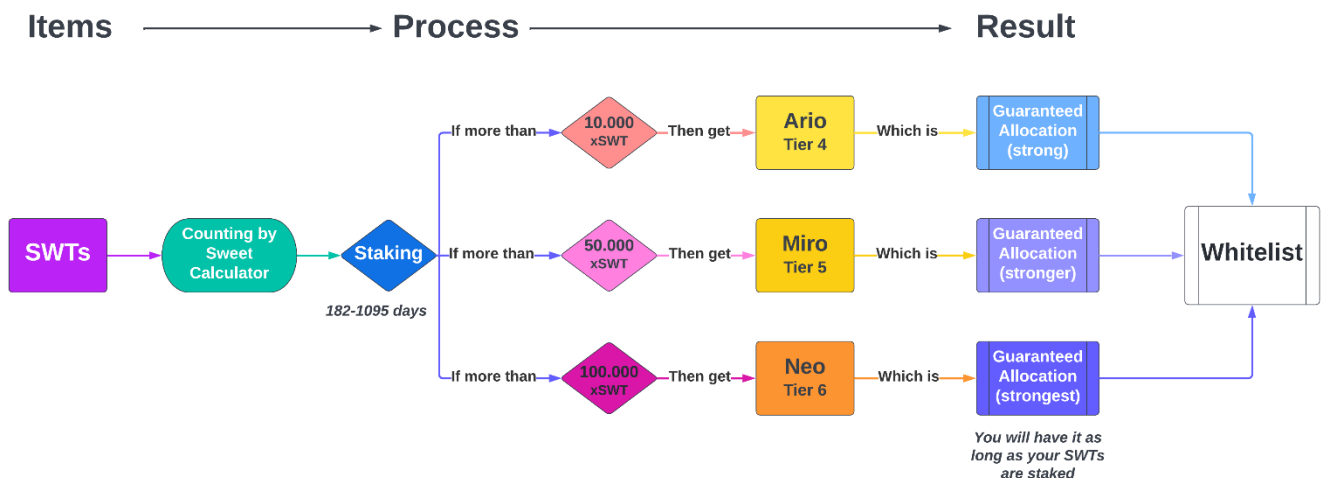 Items
Process
Result
SWTs
Counting by
Sweet
Calculator
Staking
182-1095 days
If more than
10.000
xSWT
Then get
Ario
Tier 4
Which is
Guaranteed
Allocation
(strong)
If more than
50.000
xSWT
Then get
Miro
Tier 5
Which is
Guaranteed
Allocation
(stronger)
If more than
100.000
xSWT
Then get
Neo
Tier 6
Which is
Guaranteed
Allocation
(strongest)
You will have it as
long as your SWTs
are staked
Whitelist